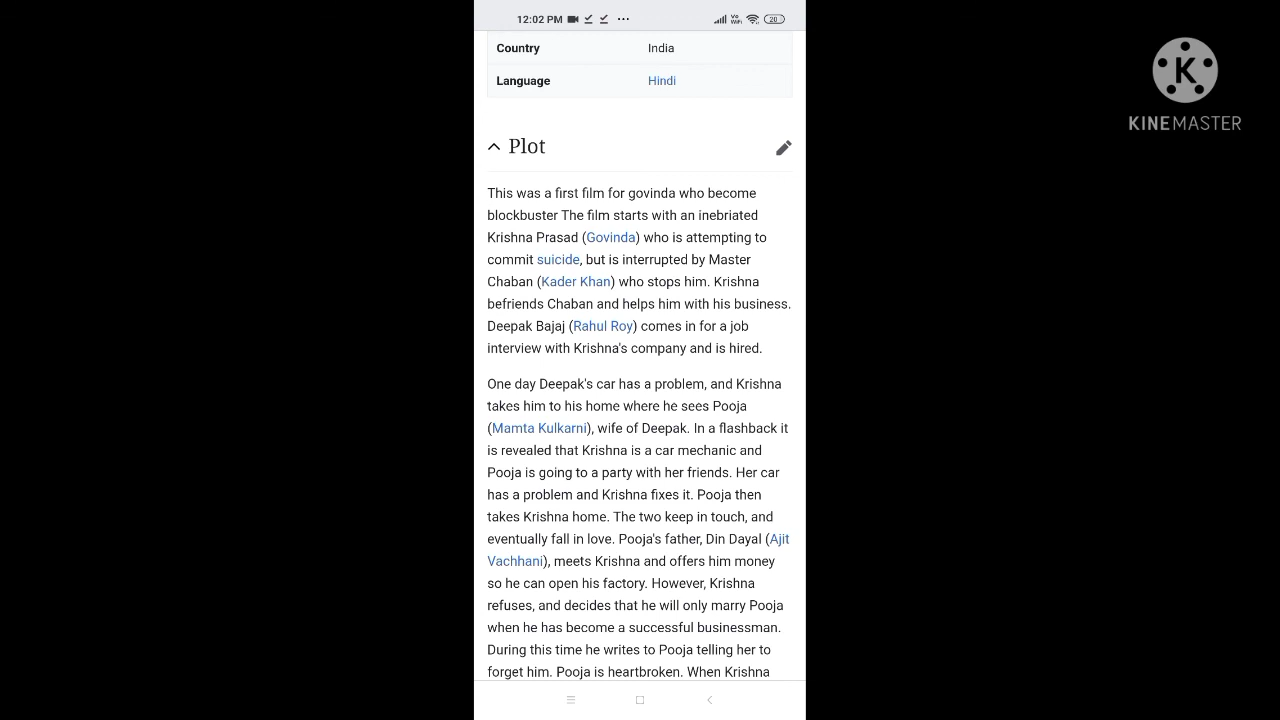 12:02 PM
Vo
WiFi
20
Country India
Language Hindi
Plot
This was a first film for govinda who become
blockbuster The film starts with an inebriated
Krishna Prasad (Govinda) who is attempting to
commit suicide, but is interrupted by Master
Chaban (Kader Khan) who stops him. Krishna
befriends Chaban and helps him with his business.
Deepak Bajaj (Rahul Roy) comes in for a job
interview with Krishna's company and is hired.
One day Deepak's car has a problem, and Krishna
takes him to his home where he sees Pooja
(Mamta Kulkarni), wife of Deepak. In a flashback it
is revealed that Krishna is a car mechanic and
Pooja is going to a party with her friends. Her car
has a problem and Krishna fixes it. Pooja then
takes Krishna home. The two keep in touch, and
eventually fall in love. Pooja's father, Din Dayal (Ajit
Vachhani), meets Krishna and offers him money
so he can open his factory. However, Krishna
refuses, and decides that he will only marry Pooja
when he has become a successful businessman.
During this time he writes to Pooja telling her to
forget him. Pooja is heartbroken. When Krishna
K
KINEMASTER